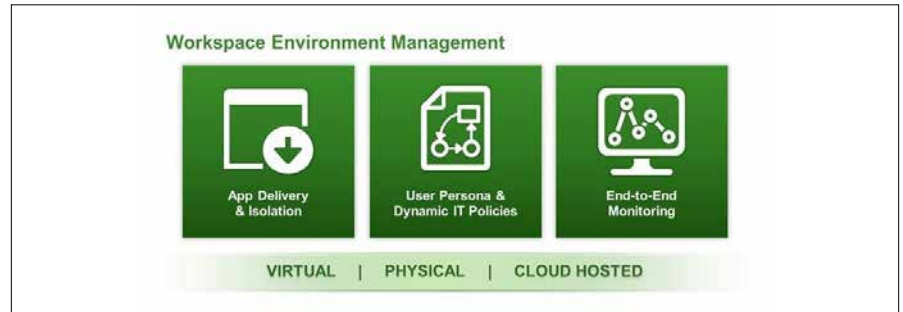 Workspace Environment Management
App Delivery
& Isolation
User Persona &
Dynamic IT Policies
End-to-End
Monitoring
VIRTUAL | PHYSICAL | CLOUD HOSTED